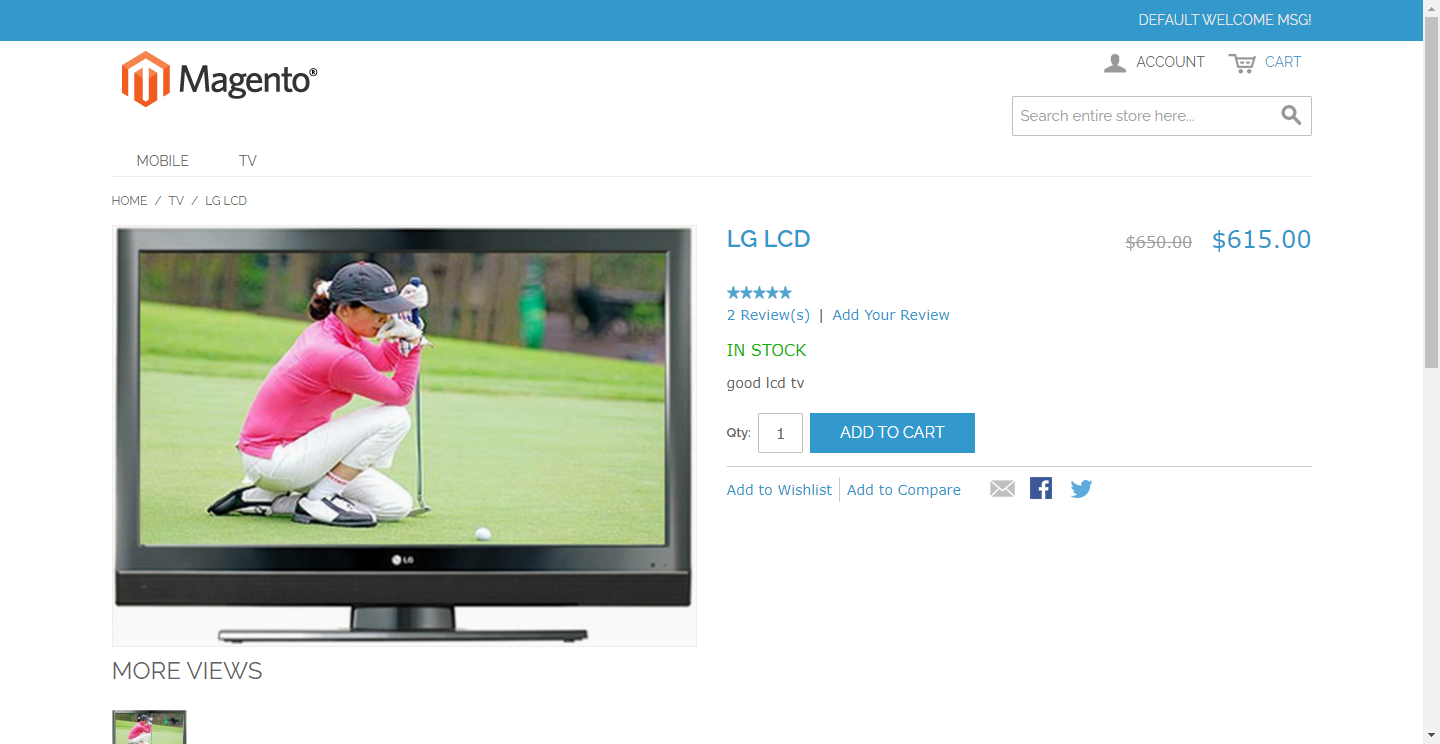 DEFAULT WELCOME MSG!
Magento®
ACCOUNT CART
Search entire store here...
MOBILE TV
HOME / TV / LG LCD
LG LCD $650.00 $615.00
2 Review(s) | Add Your Review
IN STOCK
good lcd tv
Qty: 1 ADD TO CART
Add to Wishlist Add to Compare
LG
MORE VIEWS